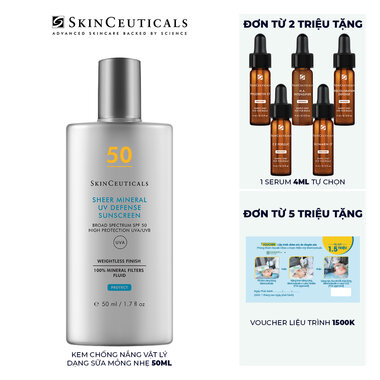 SKINCEUTICALS
ADVANCED SKINCARE BACKED BY SCIENCE
50
SKINCEUTICALS
SHEER MINERAL
UV DEFENSE
SUNSCREEN
BROAD SPECTRUM SPF 50
HIGH PROTECTION UVA/UVB
UVA
WEIGHTLESS FINISH
100% MINERAL FILTERS
FLUID
PROTECT
50 ml / 1.7 fl oz
KEM CHỐNG NẮNG VẬT LÝ
DẠNG SỮA MỎNG NHẸ 50ML
ĐƠN TỪ 2 TRIỆU TẶNG
1 SERUM 4ML TỰ CHỌN
ĐƠN TỪ 5 TRIỆU TẶNG
VOUCHER LIỆU TRÌNH 1500K